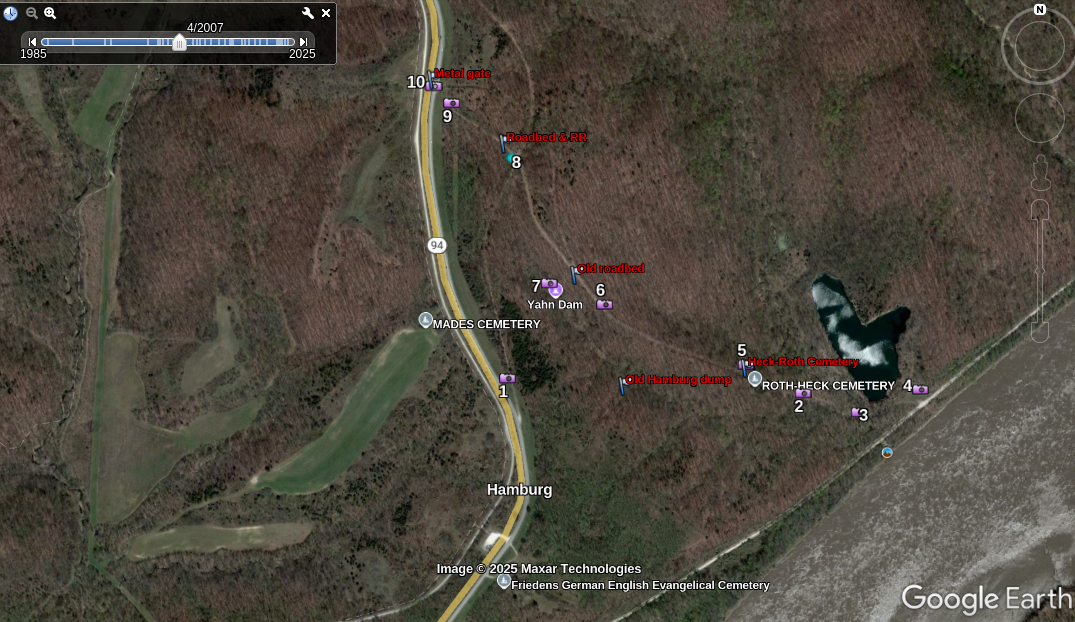 4/2007
1985
2025
N
10
Metal gate
9
Roadbed & RR
8
94
Old roadbed
7
6
Yahn Dam
MADES CEMETERY
5
Heck-Roth Cemetery
Old Hamburg dump
ROTH-HECK CEMETERY
4
1
2
3
Hamburg
Image © 2025 Maxar Technologies
Friedens German English Evangelical Cemetery
Google Earth